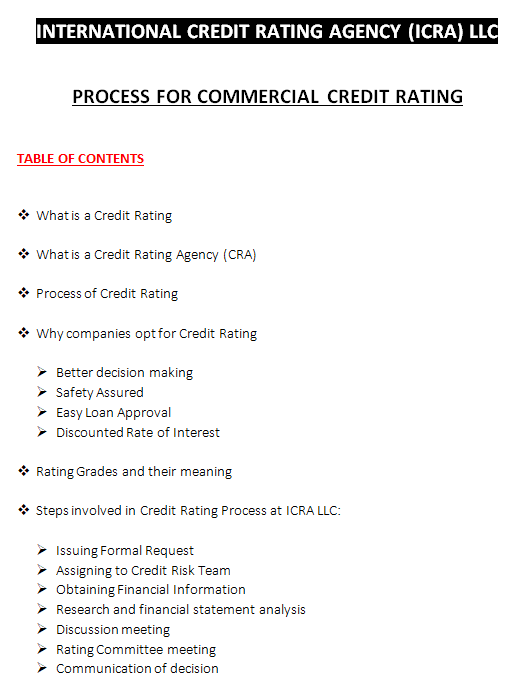 INTERNATIONAL CREDIT RATING AGENCY (ICRA) LLC
PROCESS FOR COMMERCIAL CREDIT RATING
TABLE OF CONTENTS
❖ What is a Credit Rating
❖ What is a Credit Rating Agency (CRA)
❖ Process of Credit Rating
❖ Why companies opt for Credit Rating
➢ Better decision making
➢ Safety Assured
➢ Easy Loan Approval
➢ Discounted Rate of Interest
❖ Rating Grades and their meaning
❖ Steps involved in Credit Rating Process at ICRA LLC:
➢ Issuing Formal Request
➢ Assigning to Credit Risk Team
➢ Obtaining Financial Information
➢ Research and financial statement analysis
➢ Discussion meeting
➢ Rating Committee meeting
➢ Communication of decision